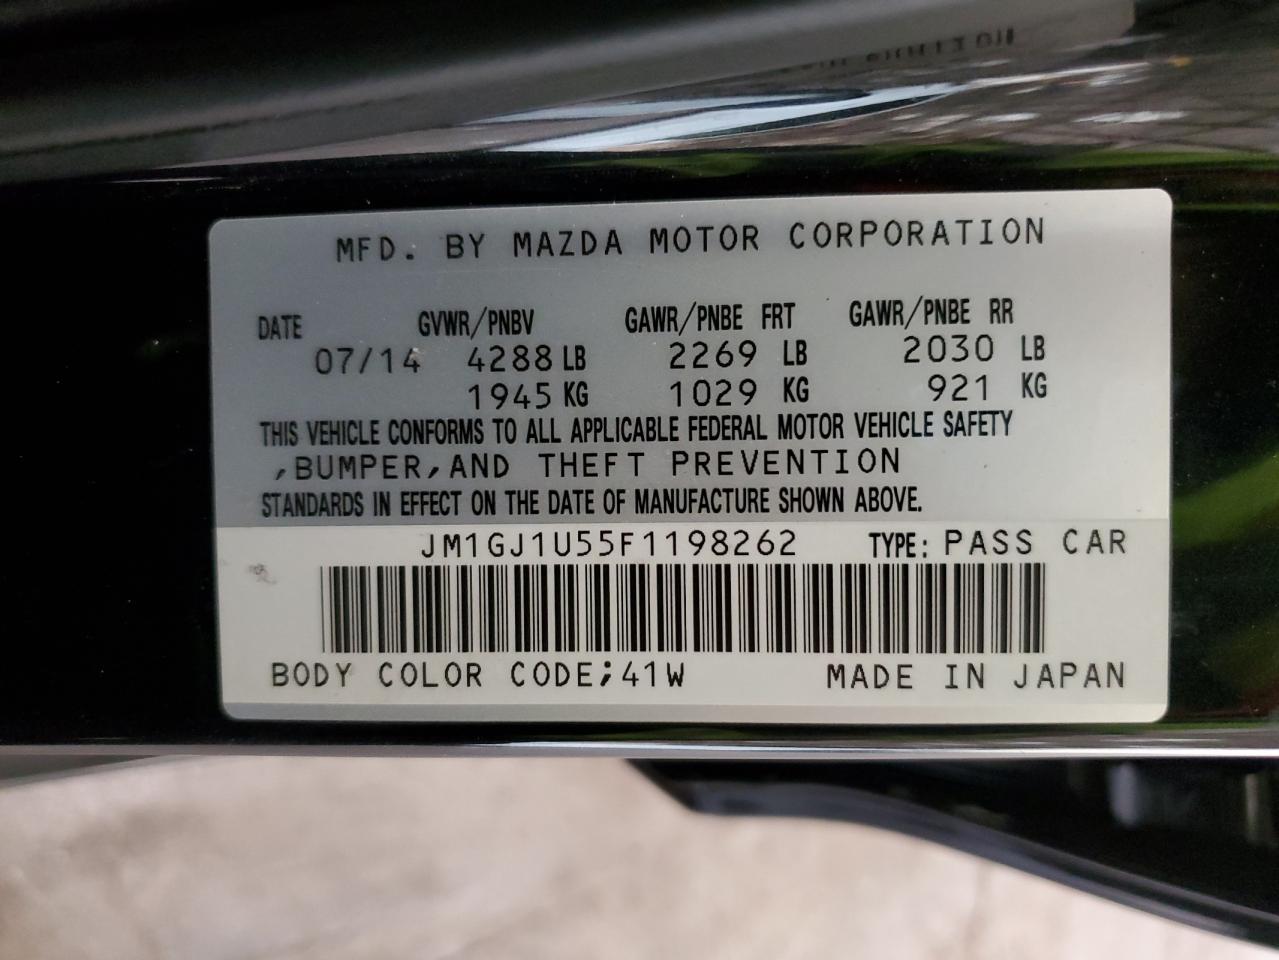 MFD. BY MAZDA MOTOR CORPORATION
DATE GVWR/PNBV GAWR/PNBE FRT GAWR/PNBE RR
07/14 4288 LB 2269 LB 2030 LB
1945 KG 1029 KG 921 KG
THIS VEHICLE CONFORMS TO ALL APPLICABLE FEDERAL MOTOR VEHICLE SAFETY
,BUMPER,AND THEFT PREVENTION
STANDARDS IN EFFECT ON THE DATE OF MANUFACTURE SHOWN ABOVE.
JM1GJ1U55F1198262 TYPE: PASS CAR
BODY COLOR CODE;41W MADE IN JAPAN